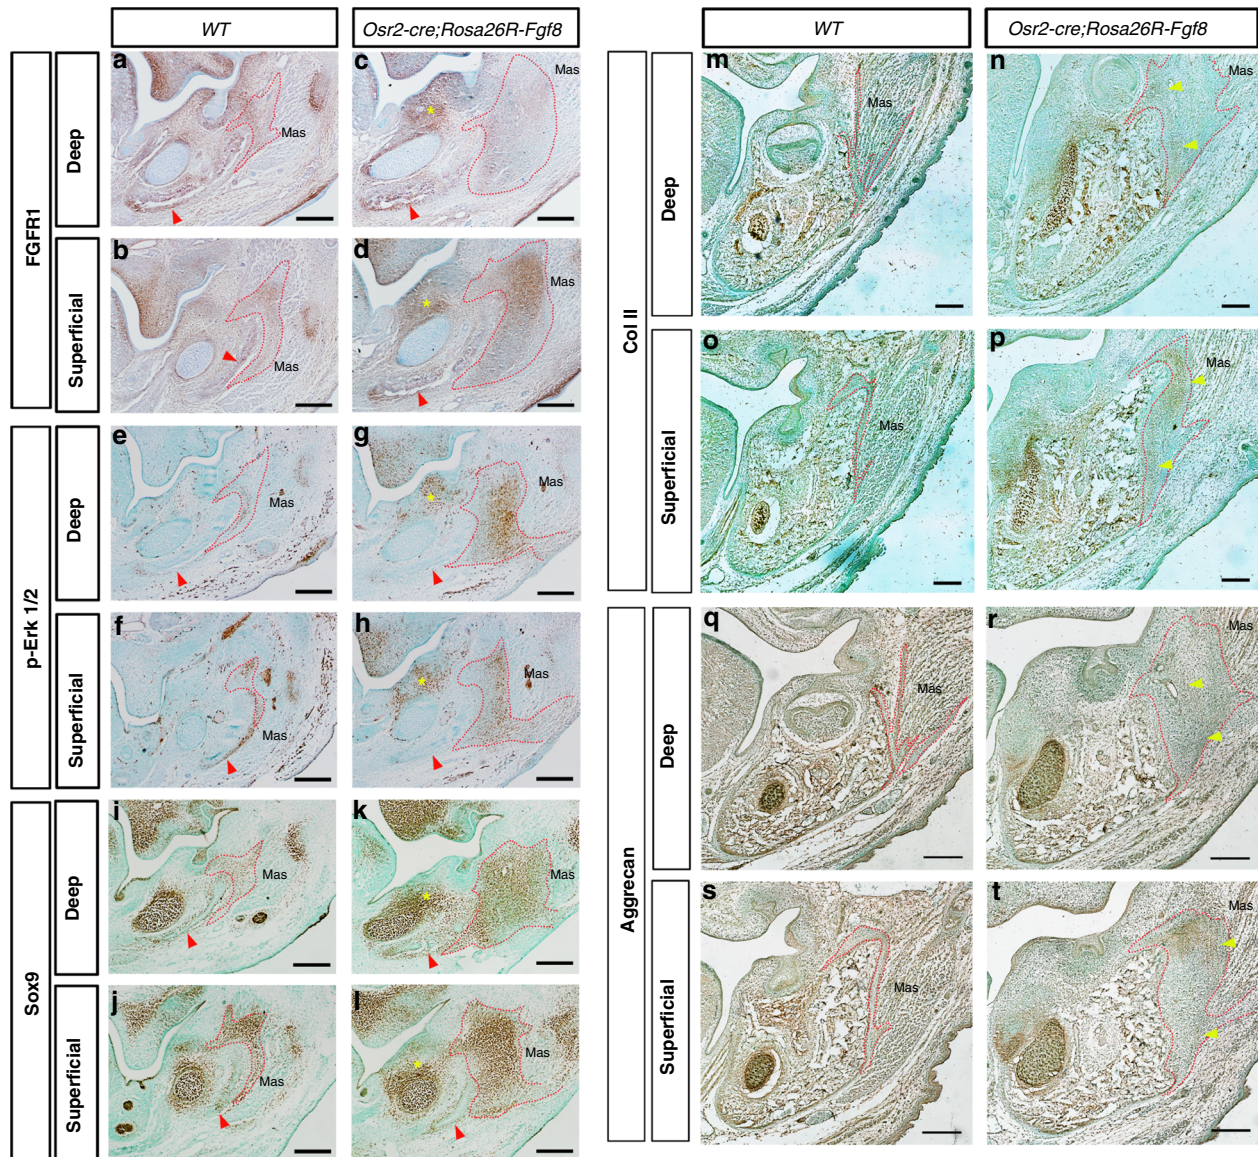 WT
Osr2-cre;Rosa26R-Fgf8
WT
Osr2-cre;Rosa26R-Fgf8
FGFR1
Deep
a
Mas
c
*
Mas
Superficial
b
Mas
d
*
Mas
p-Erk 1/2
Deep
e
Mas
g
*
Mas
Superficial
f
Mas
h
*
Mas
Sox9
Deep
i
Mas
k
*
Mas
Superficial
j
Mas
l
*
Mas
Col II
Deep
m
Mas
n
Superficial
o
Mas
p
Mas
Aggrecan
Deep
q
Mas
r
Mas
Superficial
s
Mas
t
Mas